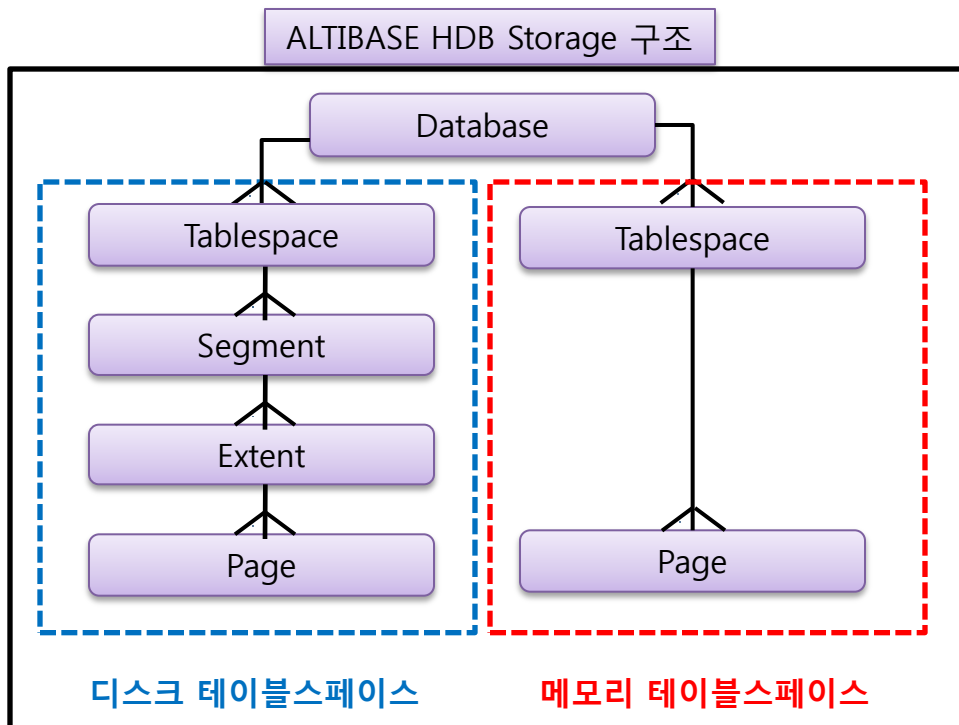 ALTIBASE HDB Storage 구조
Database
Tablespace
Segment
Extent
Page
디스크 테이블스페이스
Tablespace
Page
메모리 테이블스페이스